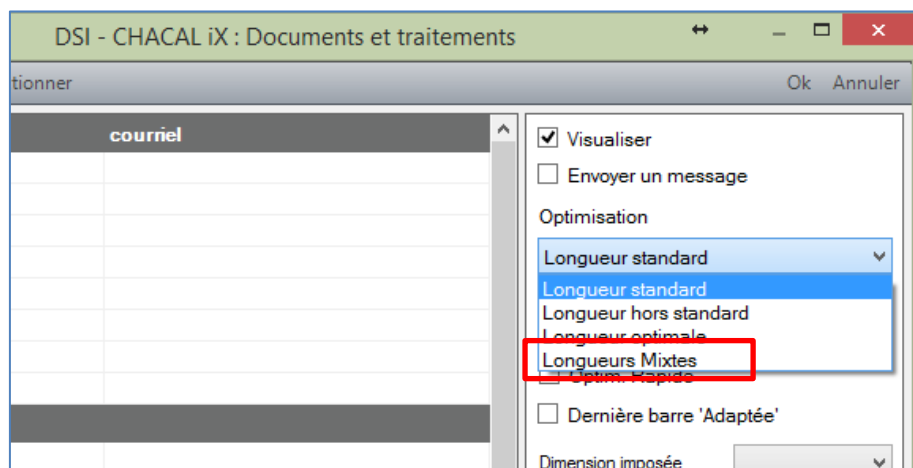 DSI - CHACAL iX : Documents et traitements
tionner
Ok Annuler
courriel
Visualiser
Envoyer un message
Optimisation
Longueur standard
Longueur standard
Longueur hors standard
Longueur optimale
Longueurs Mixtes
Optim. Rapide
Dernière barre 'Adaptée'
Dimension imposée